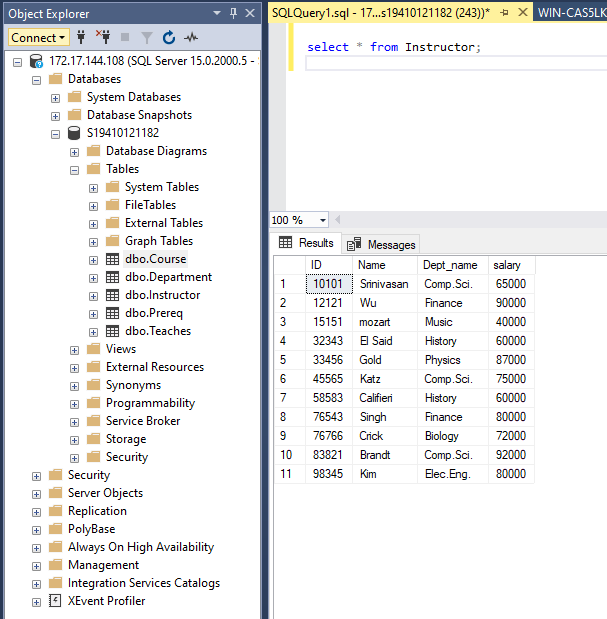 Object Explorer
Connect
172.17.144.108 (SQL Server 15.0.2000.5 -
Databases
System Databases
Database Snapshots
S19410121182
Database Diagrams
Tables
System Tables
FileTables
External Tables
Graph Tables
dbo.Course
dbo.Department
dbo.Instructor
dbo.Prereq
dbo.Teaches
Views
External Resources
Synonyms
Programmability
Service Broker
Storage
Security
Security
Server Objects
Replication
PolyBase
Always On High Availability
Management
Integration Services Catalogs
XEvent Profiler
SQLQuery1.sql - 17...s19410121182 (243))* WIN-CAS5LK
select * from Instructor;
100 %
Results Messages
ID Name Dept_name salary
1 10101 Srinivasan Comp.Sci. 65000
2 12121 Wu Finance 90000
3 15151 mozart Music 40000
4 32343 El Said History 60000
5 33456 Gold Physics 87000
6 45565 Katz Comp.Sci. 75000
7 58583 Califieri History 60000
8 76543 Singh Finance 80000
9 76766 Crick Biology 72000
10 83821 Brandt Comp.Sci. 92000
11 98345 Kim Elec.Eng. 80000